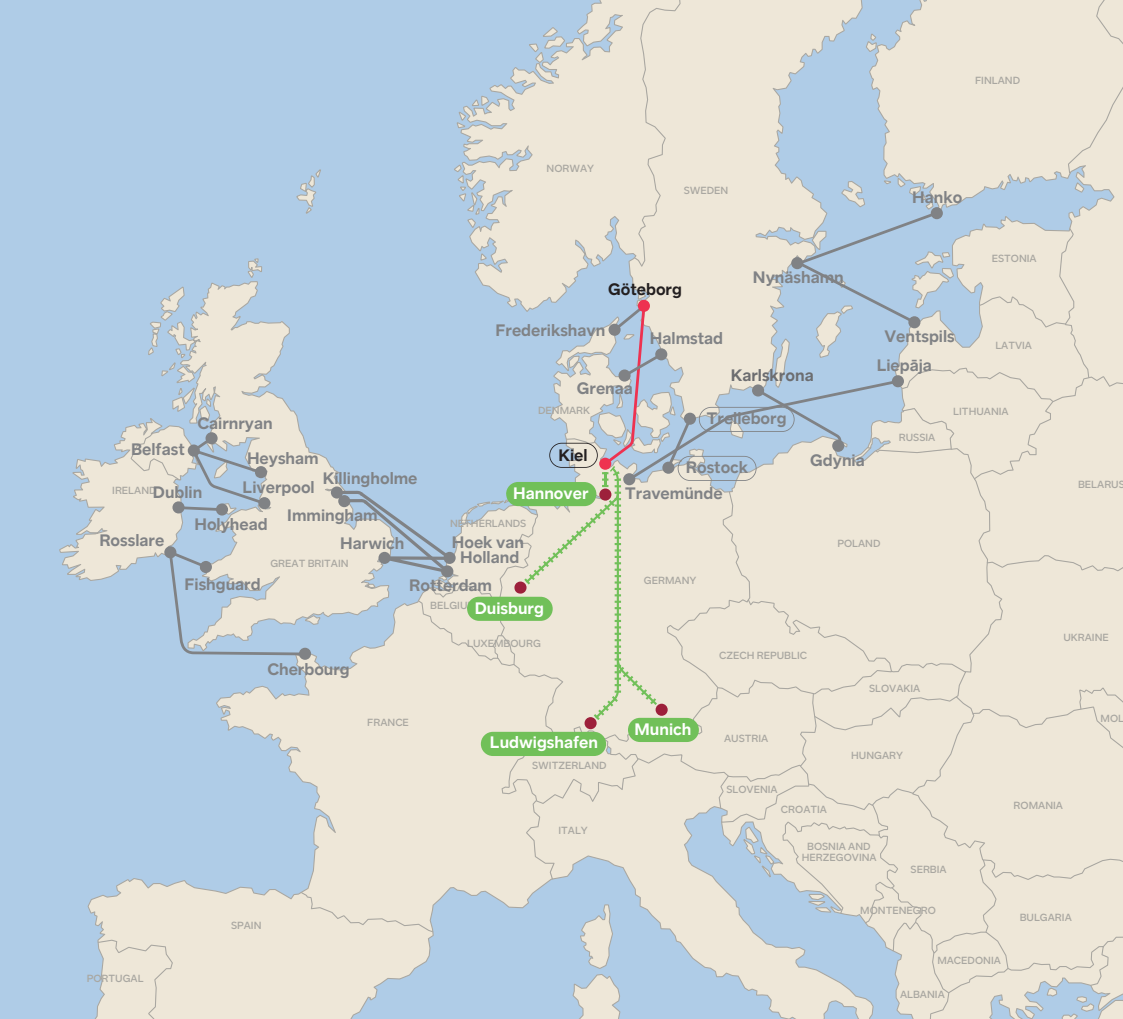 FINLAND
NORWAY
SWEDEN
Hanko
ESTONIA
Nynäshamn
Göteborg
Frederikshavn
Halmstad
Ventspils
LATVIA
Liepāja
Grenaa
Karlskrona
DENMARK
Trelleborg
LITHUANIA
Cairnryan
RUSSIA
Belfast
Kiel
Gdynia
Heysham
Rostock
Killingholme
BELARUS
IRELAND
Dublin
Liverpool
Hannover
Travemünde
Immingham
Holyhead
NETHERLANDS
Rosslare
Harwich
Hoek van
Holland
POLAND
GREAT BRITAIN
Fishguard
Rotterdam
GERMANY
BELGIU
Duisburg
UKRAINE
LUXEMBOURG
CZECH REPUBLIC
Cherbourg
SLOVAKIA
FRANCE
MOL
Munich
AUSTRIA
Ludwigshafen
HUNGARY
SWITZERLAND
SLOVENIA
ROMANIA
CROATIA
ITALY
BOSNIA AND
HERZEGOVINA
SERBIA
MONTENEGRO
BULGARIA
SPAIN
MACEDONIA
PORTUGAL
ALBANIA